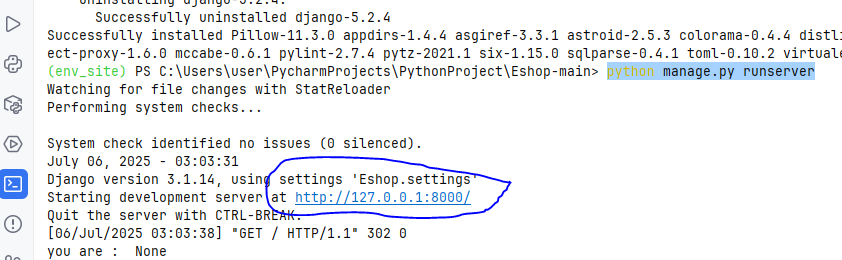 Uninstalling django-5.2.4:
Successfully uninstalled django-5.2.4
Successfully installed Pillow-11.3.0 appdirs-1.4.4 asgiref-3.3.1 astroid-2.5.3 colorama-0.4.4 distli
ect-proxy-1.6.0 mccabe-0.6.1 pylint-2.7.4 pytz-2021.1 six-1.15.0 sqlparse-0.4.1 toml-0.10.2 virtuale
(env_site) PS C:\Users\user\PycharmProjects\PythonProject\Eshop-main> python manage.py runserver
Watching for file changes with StatReloader
Performing system checks...
System check identified no issues (0 silenced).
July 06, 2025 - 03:03:31
Django version 3.1.14, using settings 'Eshop.settings'
Starting development server at http://127.0.0.1:8000/
Quit the server with CTRL-BREAK.
[06/Jul/2025 03:03:38] "GET / HTTP/1.1" 302 0
you are :  None